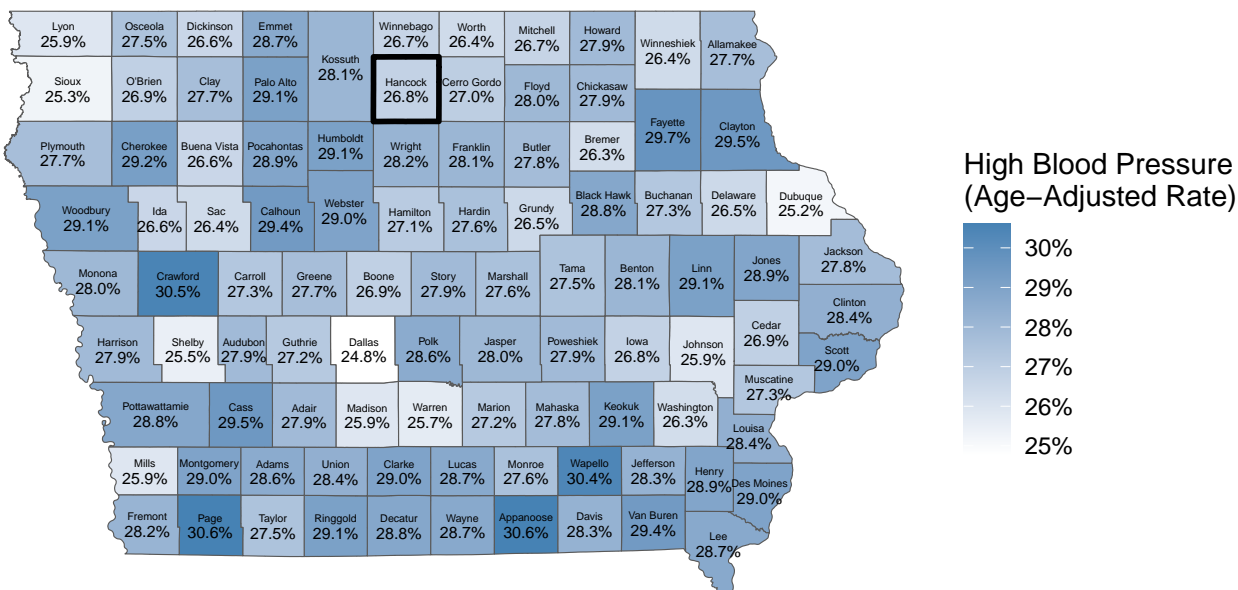 Lyon
25.9%
Osceola
27.5%
Dickinson
26.6%
Emmet
28.7%
Kossuth
28.1%
Winnebago
26.7%
Worth
26.4%
Mitchell
26.7%
Howard
27.9%
Winneshiek
26.4%
Allamakee
27.7%
Sioux
25.3%
O'Brien
26.9%
Clay
27.7%
Palo Alto
29.1%
Hancock
26.8%
Cerro Gordo
27.0%
Floyd
28.0%
Chickasaw
27.9%
Fayette
29.7%
Clayton
29.5%
Plymouth
27.7%
Cherokee
29.2%
Buena Vista
26.6%
Pocahontas
28.9%
Humboldt
29.1%
Wright
28.2%
Franklin
28.1%
Butler
27.8%
Bremer
26.3%
Woodbury
29.1%
Ida
26.6%
Sac
26.4%
Calhoun
29.4%
Webster
29.0%
Hamilton
27.1%
Hardin
27.6%
Grundy
26.5%
Black Hawk
28.8%
Buchanan
27.3%
Delaware
26.5%
Dubuque
25.2%
Monona
28.0%
Crawford
30.5%
Carroll
27.3%
Greene
27.7%
Boone
26.9%
Story
27.9%
Marshall
27.6%
Tama
27.5%
Benton
28.1%
Linn
29.1%
Jones
28.9%
Jackson
27.8%
Clinton
28.4%
Harrison
27.9%
Shelby
25.5%
Audubon
27.9%
Guthrie
27.2%
Dallas
24.8%
Polk
28.6%
Jasper
28.0%
Poweshiek
27.9%
Iowa
26.8%
Johnson
25.9%
Cedar
26.9%
Scott
29.0%
Muscatine
27.3%
Pottawattamie
28.8%
Cass
29.5%
Adair
27.9%
Madison
25.9%
Warren
25.7%
Marion
27.2%
Mahaska
27.8%
Keokuk
29.1%
Washington
26.3%
Louisa
28.4%
Mills
25.9%
Montgomery
29.0%
Adams
28.6%
Union
28.4%
Clarke
29.0%
Lucas
28.7%
Monroe
27.6%
Wapello
30.4%
Jefferson
28.3%
Henry
28.9%
Des Moines
29.0%
Fremont
28.2%
Page
30.6%
Taylor
27.5%
Ringgold
29.1%
Decatur
28.8%
Wayne
28.7%
Appanoose
30.6%
Davis
28.3%
Van Buren
29.4%
Lee
28.7%
High Blood Pressure
(Age−Adjusted Rate)
30%
29%
28%
27%
26%
25%